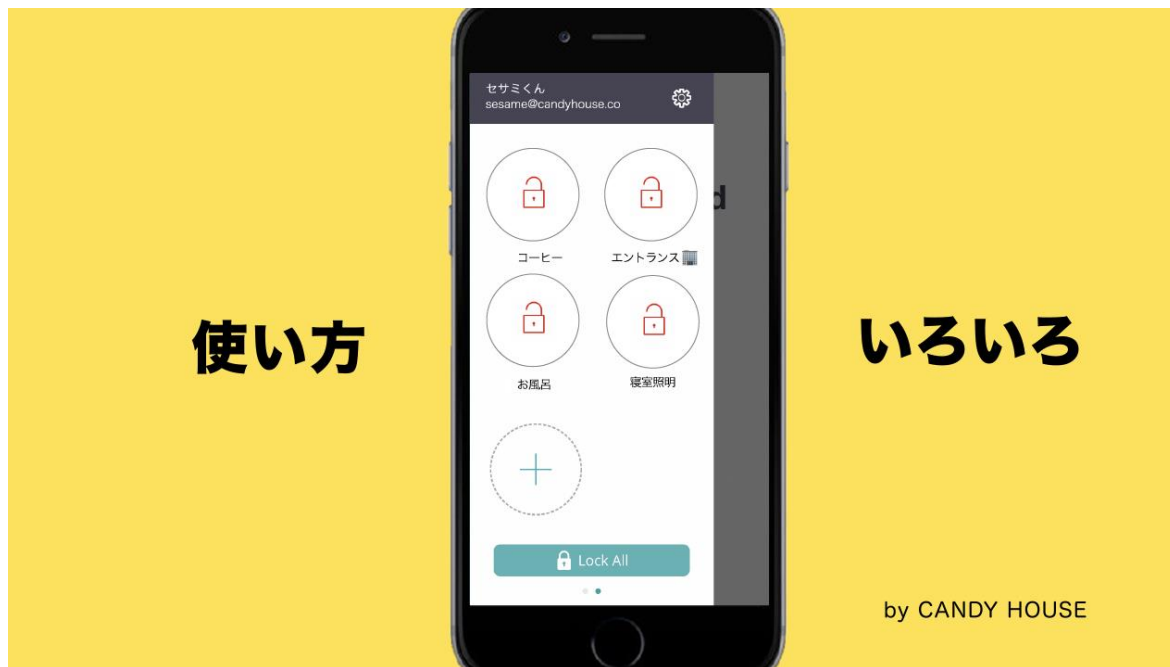 セサミくん
sesame@candyhouse.co
コーヒー
エントランス🏢
お風呂
寝室照明
Lock All
使い方
いろいろ
by CANDY HOUSE